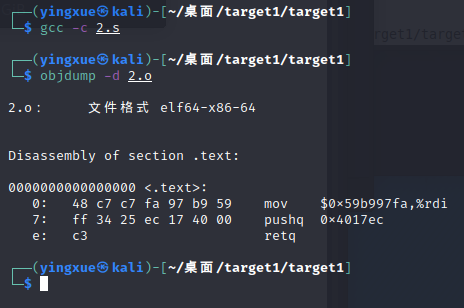 ┌──(yingxue㉿kali)-[~/桌面/target1/target1]
└─$ gcc -c 2.s
┌──(yingxue㉿kali)-[~/桌面/target1/target1]
└─$ objdump -d 2.o
2.o：     文件格式 elf64-x86-64
Disassembly of section .text:
0000000000000000 <.text>:
   0:   48 c7 c7 fa 97 b9 59    mov    $0x59b997fa,%rdi
   7:   ff 34 25 ec 17 40 00    pushq  0x4017ec
   e:   c3                      retq
┌──(yingxue㉿kali)-[~/桌面/target1/target1]
└─$